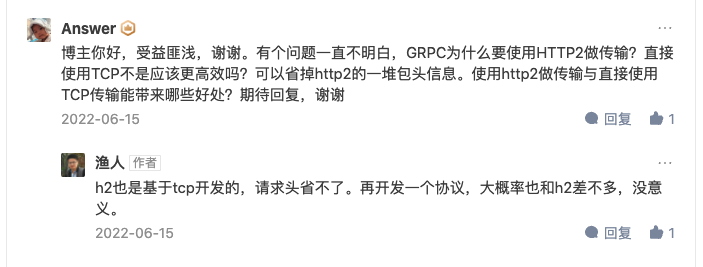 Answer
博主你好，受益匪浅，谢谢。有个问题一直不明白，GRPC为什么要使用HTTP2做传输？直接
使用TCP不是应该更高效吗？可以省掉http2的一堆包头信息。使用http2做传输与直接使用
TCP传输能带来哪些好处？期待回复，谢谢
2022-06-15 回复 1
渔人 作者
h2也是基于tcp开发的，请求头省不了。再开发一个协议，大概率也和h2差不多，没意
义。
2022-06-15 回复 1